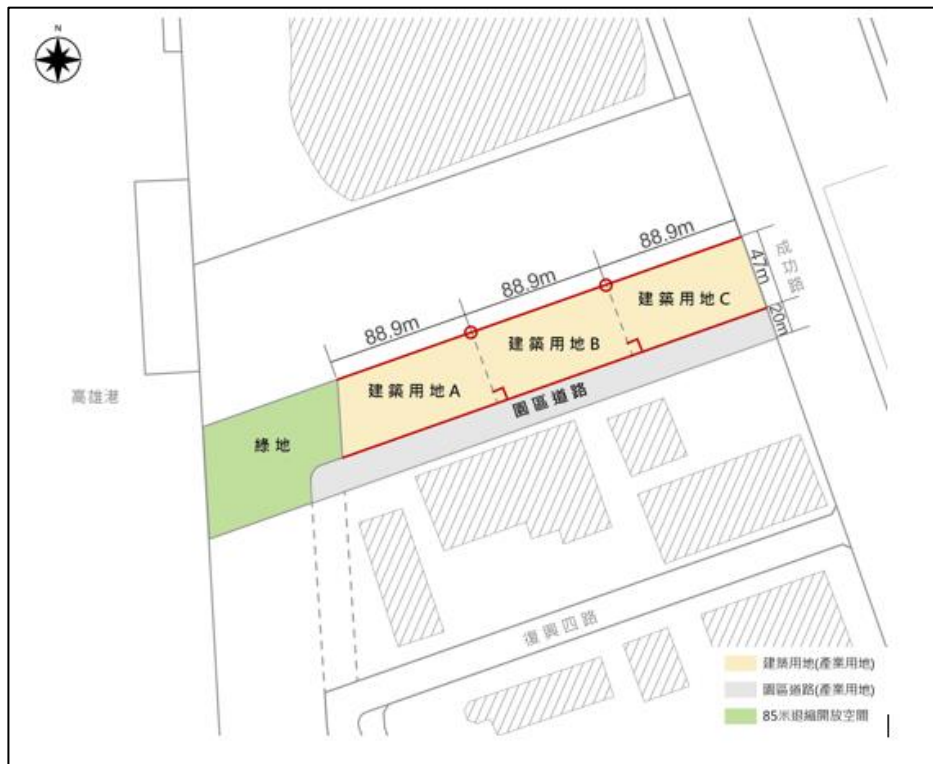 N
88.9m
88.9m
88.9m
47m
成功路
20m
建築用地C
建築用地B
建築用地A
園區道路
高雄港
綠地
復興四路
建築用地(產業用地)
園區道路(產業用地)
85米退縮開放空間